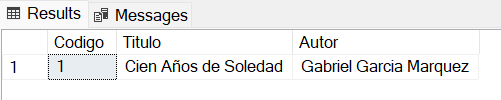 Results Messages
Codigo Titulo Autor
1 1 Cien Años de Soledad Gabriel Garcia Marquez